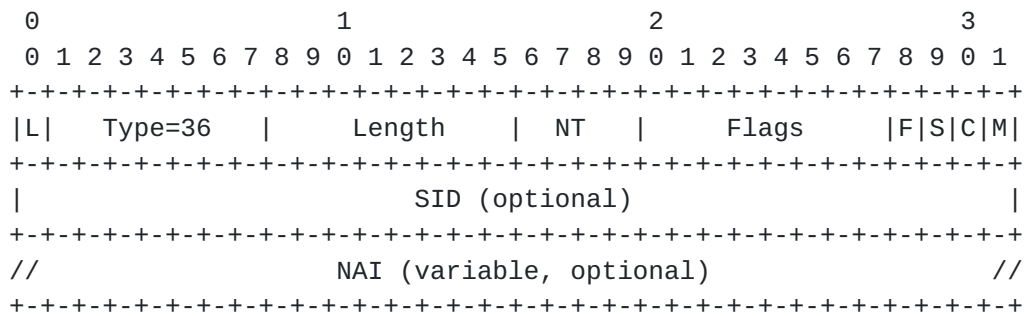 0                   1                   2                   3
 0 1 2 3 4 5 6 7 8 9 0 1 2 3 4 5 6 7 8 9 0 1 2 3 4 5 6 7 8 9 0 1
+-+-+-+-+-+-+-+-+-+-+-+-+-+-+-+-+-+-+-+-+-+-+-+-+-+-+-+-+-+-+-+-+
|L|   Type=36   |     Length    |  NT   |     Flags     |F|S|C|M|
+-+-+-+-+-+-+-+-+-+-+-+-+-+-+-+-+-+-+-+-+-+-+-+-+-+-+-+-+-+-+-+-+
|                         SID (optional)                        |
+-+-+-+-+-+-+-+-+-+-+-+-+-+-+-+-+-+-+-+-+-+-+-+-+-+-+-+-+-+-+-+-+
//                   NAI (variable, optional)                  //
+-+-+-+-+-+-+-+-+-+-+-+-+-+-+-+-+-+-+-+-+-+-+-+-+-+-+-+-+-+-+-+-+